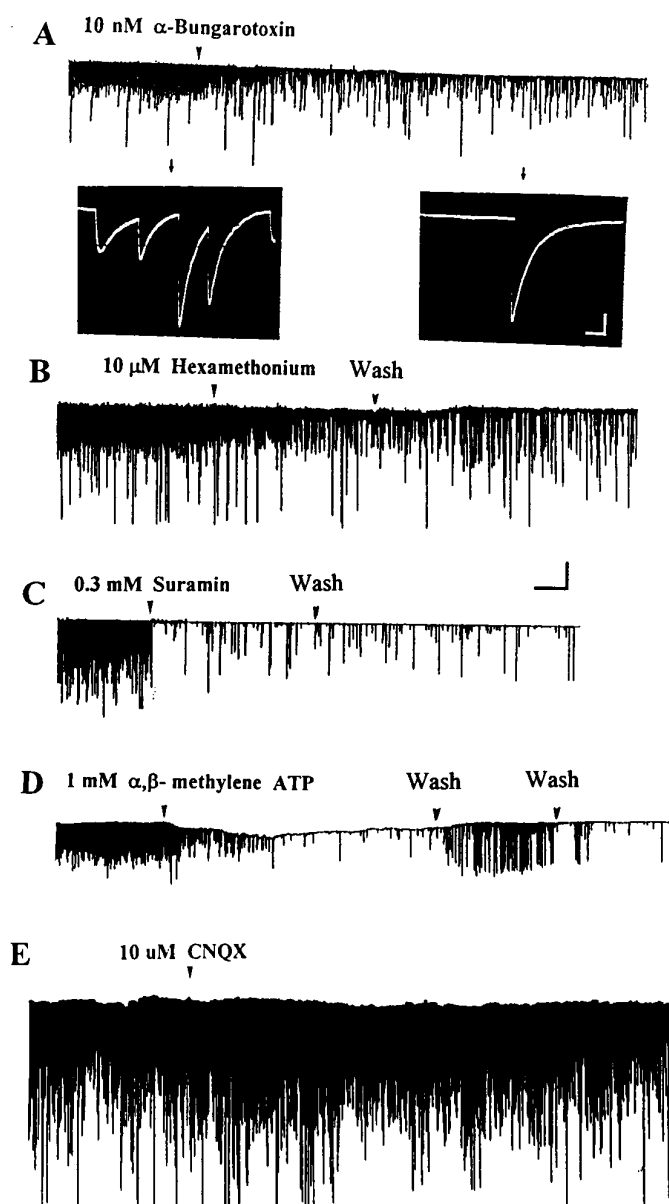 A 10 nM α-Bungarotoxin
B 10 µM Hexamethonium Wash
C 0.3 mM Suramin Wash
D 1 mM α,β- methylene ATP Wash Wash
E 10 uM CNQX